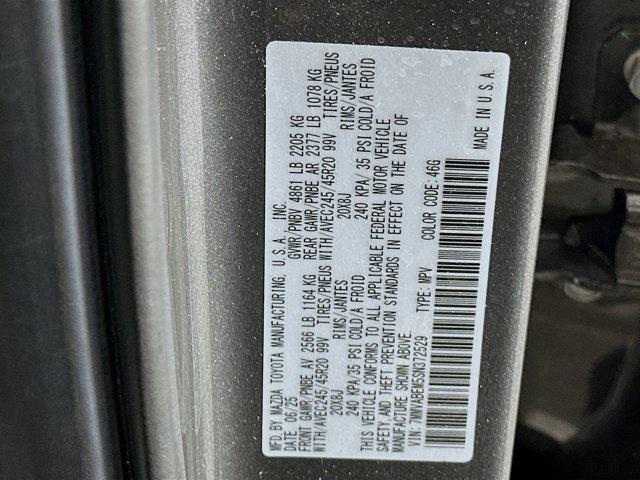 MFD.BY MAZDA TOYOTA MANUFACTURING, U.S.A., INC.
DATE: 06/25 GVWR/PNBV 4861 LB 2205 KG
FRONT GAWR/PNBE AV 2566 LB 1164 KG REAR GAWR/PNBE AR 2377 LB 1078 KG
WITH/AVEC245/45R20 99V TIRES/PNEUS WITH/AVEC245/45R20 99V TIRES/PNEUS
20X8J RIMS/JANTES 20X8J RIMS/JANTES
240 KPA/35 PSI COLD/A FROID 240 KPA/ 35 PSI COLD/A FROID
THIS VEHICLE CONFORMS TO ALL APPLICABLE FEDERAL MOTOR VEHICLE
SAFETY AND THEFT PREVENTION STANDARDS IN EFFECT ON THE DATE OF
MANUFACTURE SHOWN ABOVE.
VIN: 7MMVABEM5SN372529 TYPE: MPV COLOR CODE:46G
MADE IN U.S.A.